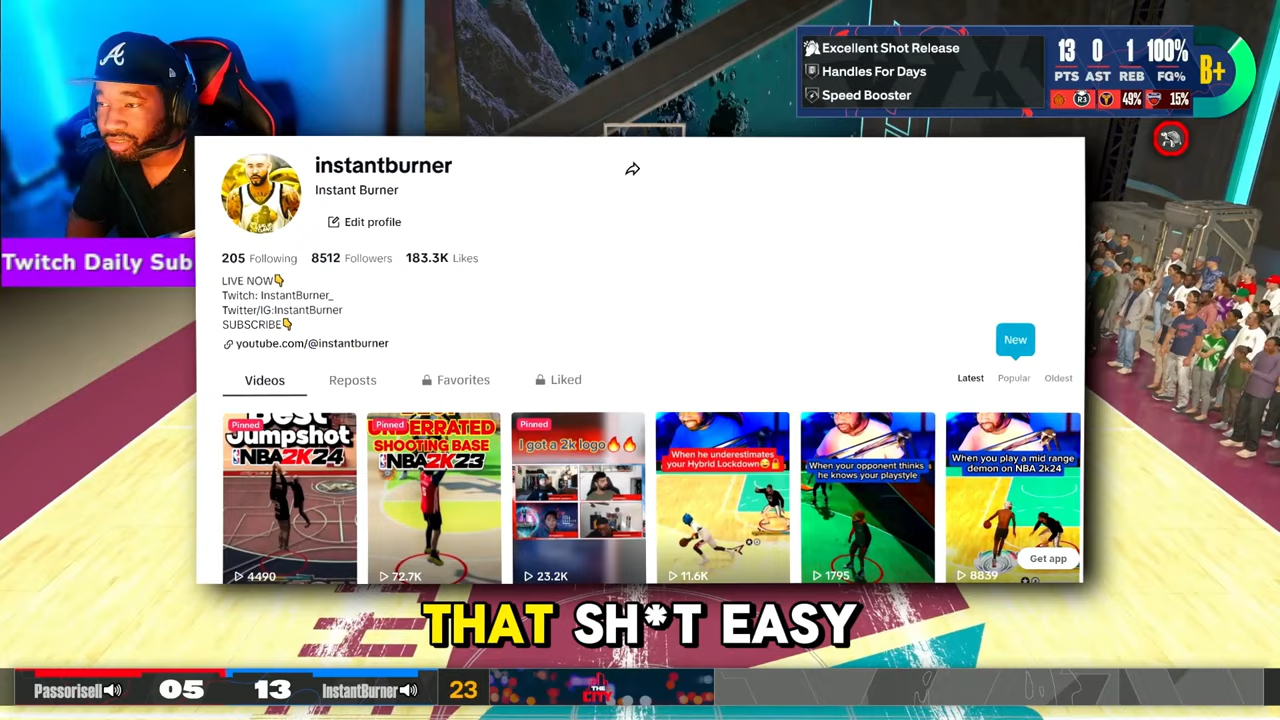 Excellent Shot Release
Handles For Days
Speed Booster
13 0 1 100%
PTS AST REB FG%
B+
R3 49% 15%
A
instantburner
Instant Burner
Edit profile
205 Following 8512 Followers 183.3K Likes
LIVE NOW👇
Twitch: InstantBurner_
Twitter/IG:InstantBurner
SUBSCRIBE👇
youtube.com/@instantburner
Twitch Daily Sub
New
Videos Reposts Favorites Liked
Latest Popular Oldest
Pinned
Best
Jumpshot
NBA2K24
4490
Pinned
UNDERRATED
SHOOTING BASE
NBA2K23
72.7K
Pinned
I got a 2k logo🔥🔥
23.2K
When he underestimates
your Hybrid Lockdown😂🔒
11.6K
When your opponent thinks
he knows your playstyle
1795
When you play a mid range
demon on NBA 2k24
8839
Get app
THAT SH*T EASY
Passorisell 05 13 InstantBurner 23
THE
CITY